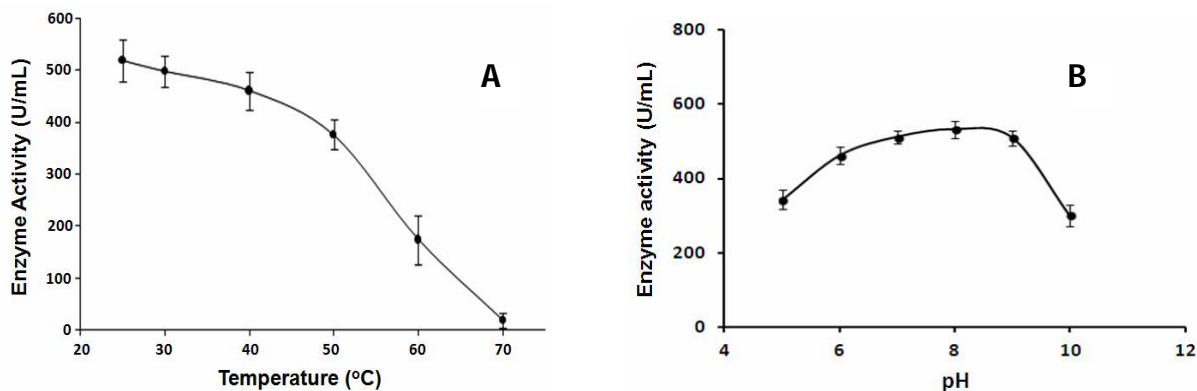 A
Enzyme Activity (U/mL)
600
500
400
300
200
100
0
20 30 40 50 60 70
Temperature (ºC)
B
Enzyme activity (U/mL)
800
600
400
200
0
4 6 8 10 12
pH